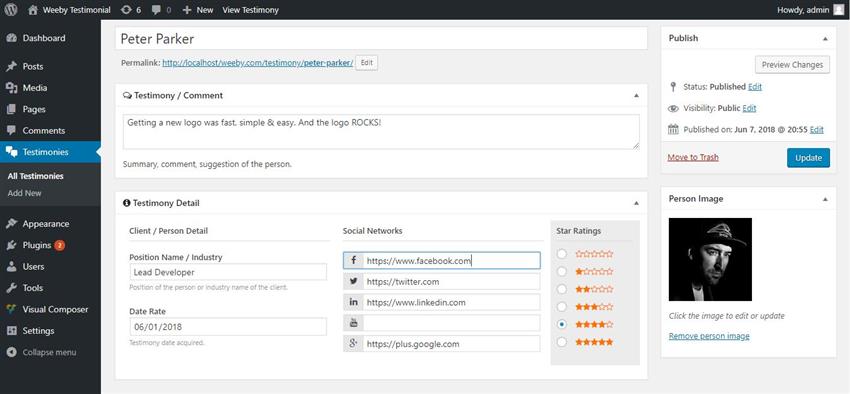 Weeby Testimonial 6 0 + New View Testimony Howdy, admin
Dashboard
Posts
Media
Pages
Comments
Testimonies
All Testimonies
Add New
Appearance
Plugins 2
Users
Tools
Visual Composer
Settings
Collapse menu
Peter Parker
Permalink: http://localhost/weeby.com/testimony/peter-parker/ Edit
Testimony / Comment
Getting a new logo was fast. simple & easy. And the logo ROCKS!
Summary, comment, suggestion of the person.
Testimony Detail
Client / Person Detail
Position Name / Industry
Lead Developer
Position of the person or industry name of the client.
Date Rate
06/01/2018
Testimony date acquired.
Social Networks
https://www.facebook.com
https://twitter.com
https://www.linkedin.com
https://plus.google.com
Star Ratings
Publish
Preview Changes
Status: Published Edit
Visibility: Public Edit
Published on: Jun 7, 2018 @ 20:55 Edit
Move to Trash Update
Person Image
Click the image to edit or update
Remove person image